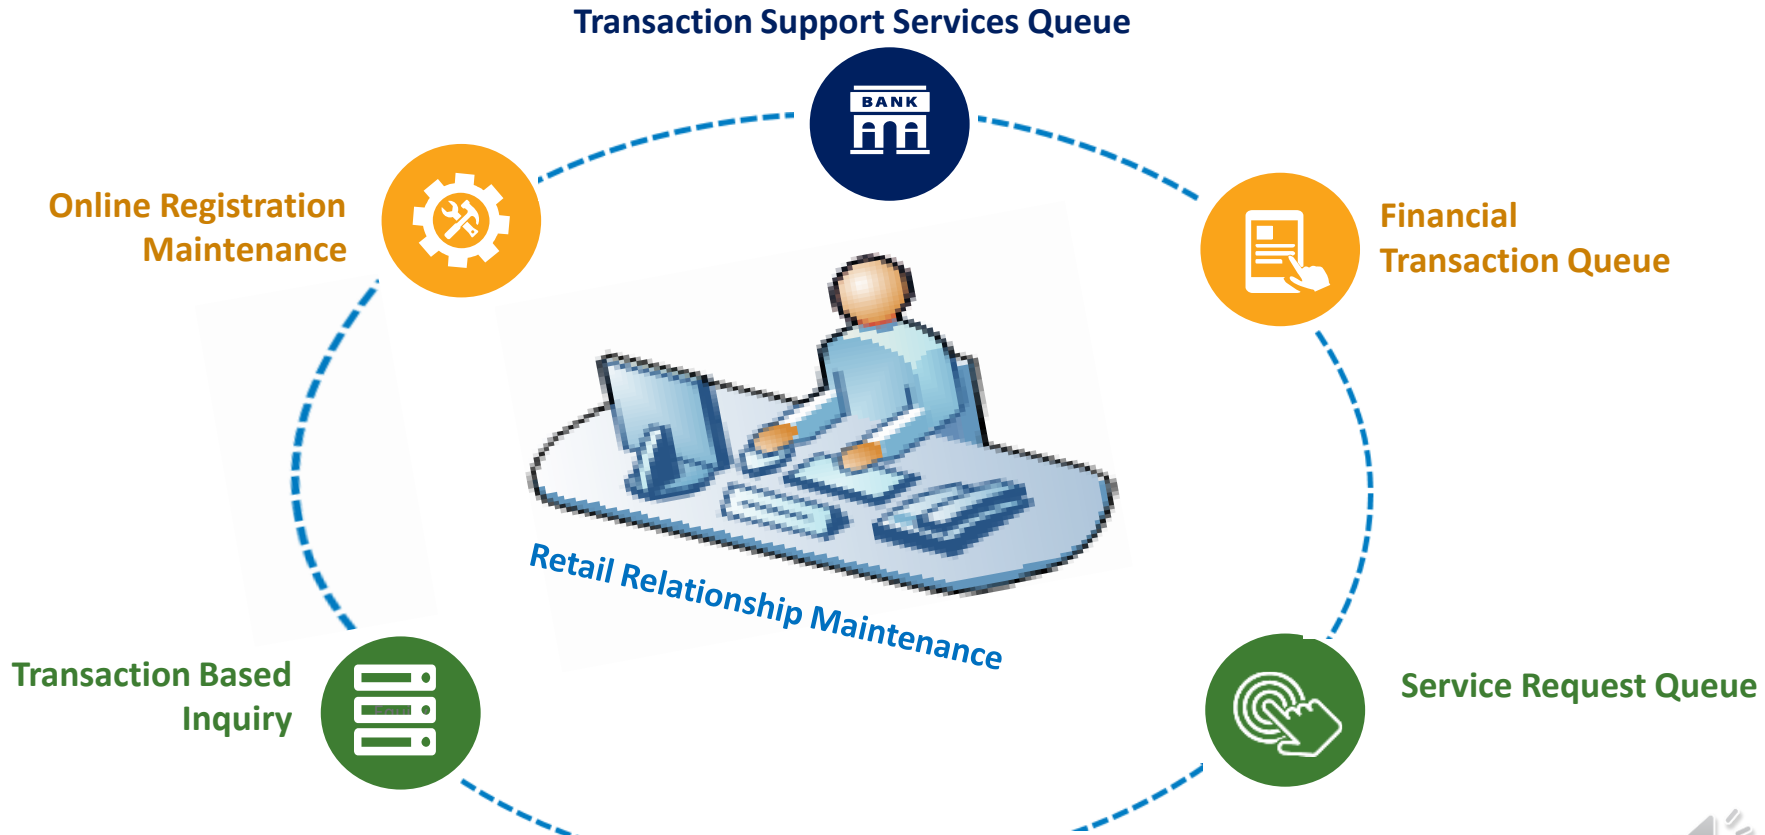 Transaction Support Services Queue
BANK
Online Registration
Maintenance
Financial
Transaction Queue
Retail Relationship Maintenance
Transaction Based
Inquiry
Service Request Queue